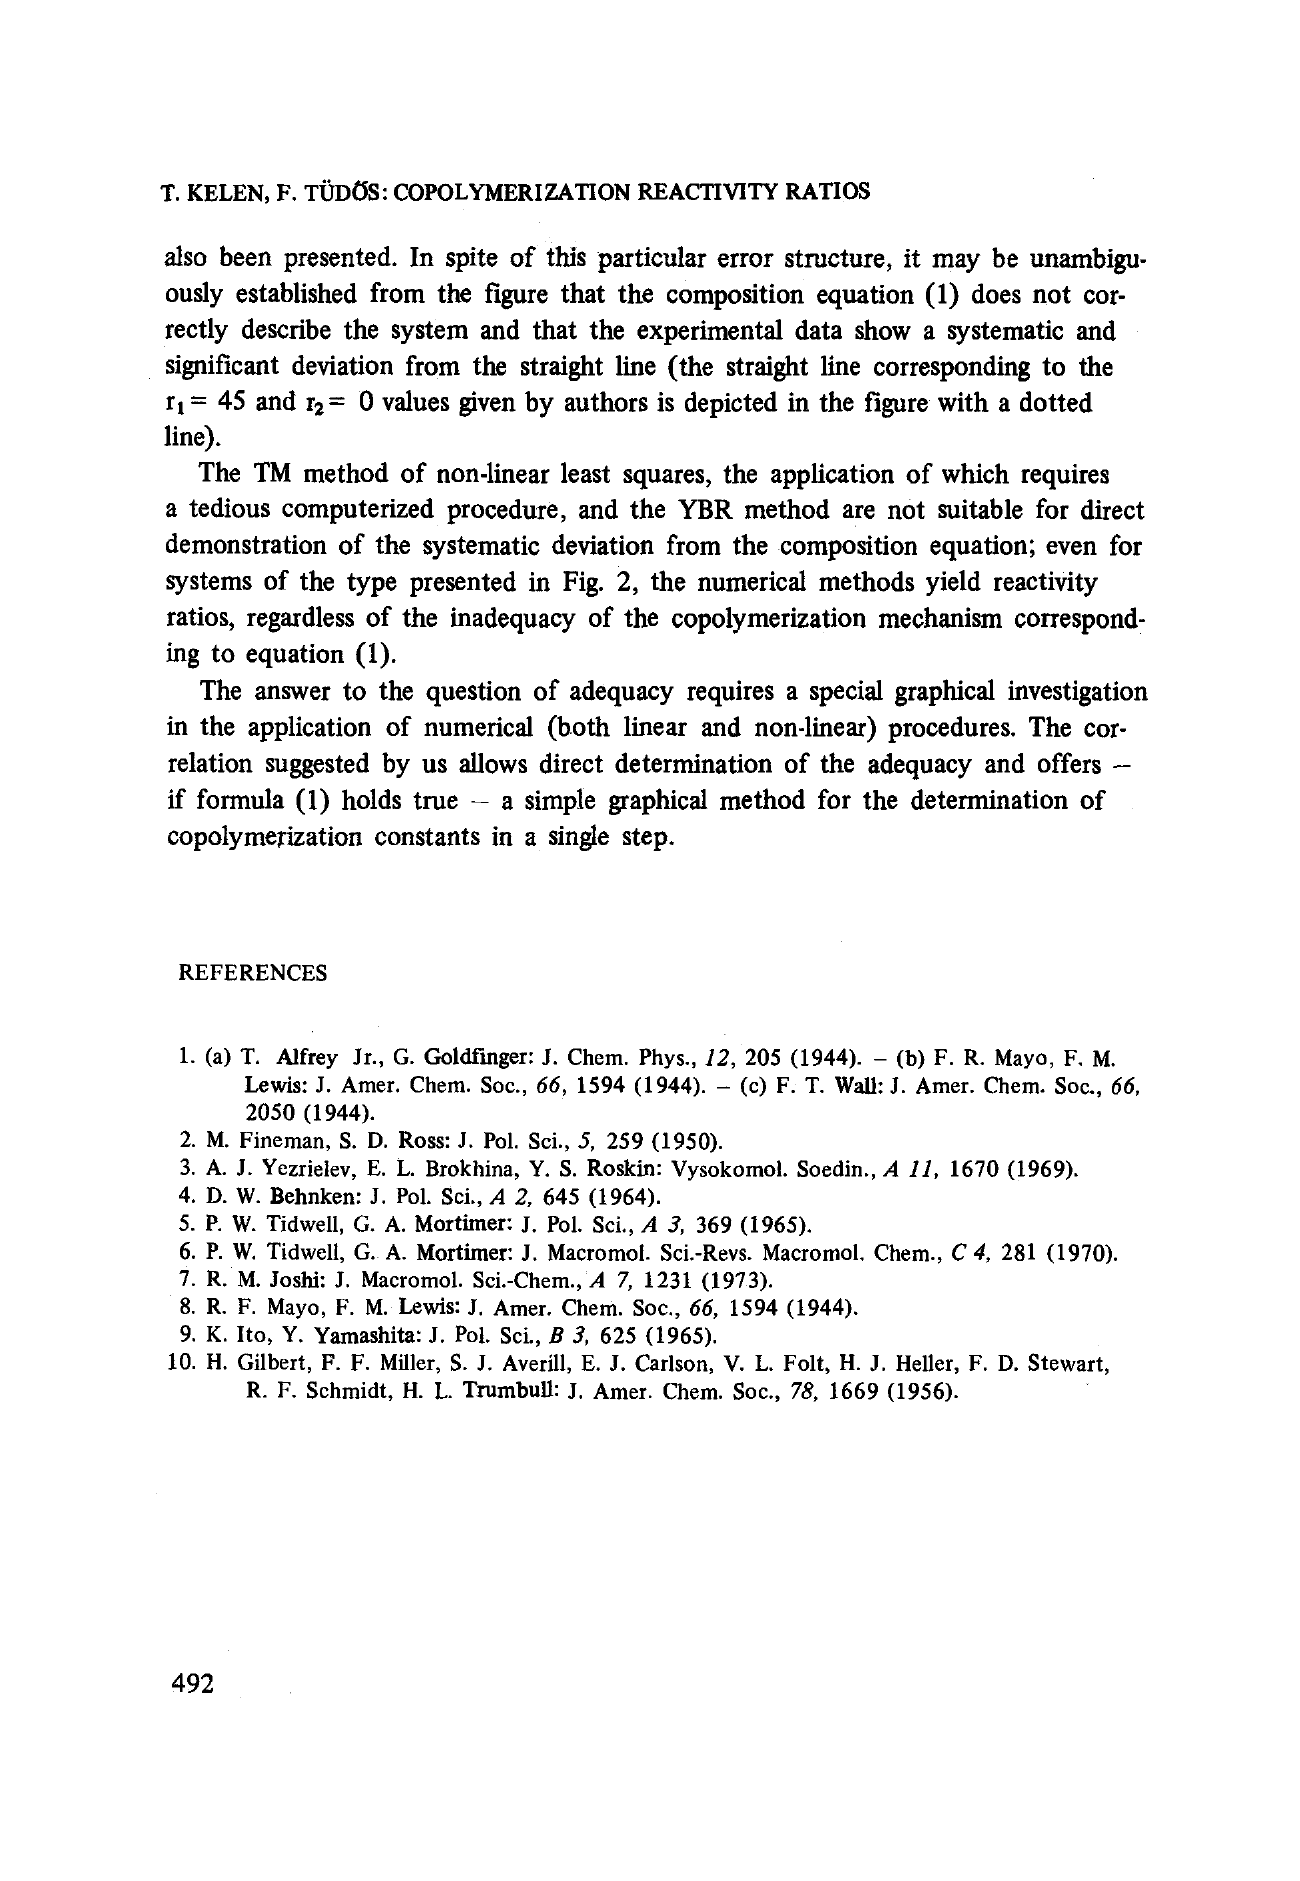 T. KELEN, F. TÜDŐS: COPOLYMERIZATION REACTIVITY RATIOS
also been presented. In spite of this particular error structure, it may be unambigu-
ously established from the figure that the composition equation (1) does not cor-
rectly describe the system and that the experimental data show a systematic and
significant deviation from the straight line (the straight line corresponding to the
r₁ = 45 and r₂ = 0 values given by authors is depicted in the figure with a dotted
line).
The TM method of non-linear least squares, the application of which requires
a tedious computerized procedure, and the YBR method are not suitable for direct
demonstration of the systematic deviation from the composition equation; even for
systems of the type presented in Fig. 2, the numerical methods yield reactivity
ratios, regardless of the inadequacy of the copolymerization mechanism correspond-
ing to equation (1).
The answer to the question of adequacy requires a special graphical investigation
in the application of numerical (both linear and non-linear) procedures. The cor-
relation suggested by us allows direct determination of the adequacy and offers –
if formula (1) holds true – a simple graphical method for the determination of
copolymerization constants in a single step.
REFERENCES
1. (a) T. Alfrey Jr., G. Goldfinger: J. Chem. Phys., 12, 205 (1944). – (b) F. R. Mayo, F. M.
Lewis: J. Amer. Chem. Soc., 66, 1594 (1944). – (c) F. T. Wall: J. Amer. Chem. Soc., 66,
2050 (1944).
2. M. Fineman, S. D. Ross: J. Pol. Sci., 5, 259 (1950).
3. A. J. Yezrielev, E. L. Brokhina, Y. S. Roskin: Vysokomol. Soedin., A 11, 1670 (1969).
4. D. W. Behnken: J. Pol. Sci., A 2, 645 (1964).
5. P. W. Tidwell, G. A. Mortimer: J. Pol. Sci., A 3, 369 (1965).
6. P. W. Tidwell, G. A. Mortimer: J. Macromol. Sci.-Revs. Macromol. Chem., C 4, 281 (1970).
7. R. M. Joshi: J. Macromol. Sci.-Chem., A 7, 1231 (1973).
8. R. F. Mayo, F. M. Lewis: J. Amer. Chem. Soc., 66, 1594 (1944).
9. K. Ito, Y. Yamashita: J. Pol. Sci., B 3, 625 (1965).
10. H. Gilbert, F. F. Miller, S. J. Averill, E. J. Carlson, V. L. Folt, H. J. Heller, F. D. Stewart,
R. F. Schmidt, H. L. Trumbull: J. Amer. Chem. Soc., 78, 1669 (1956).
492